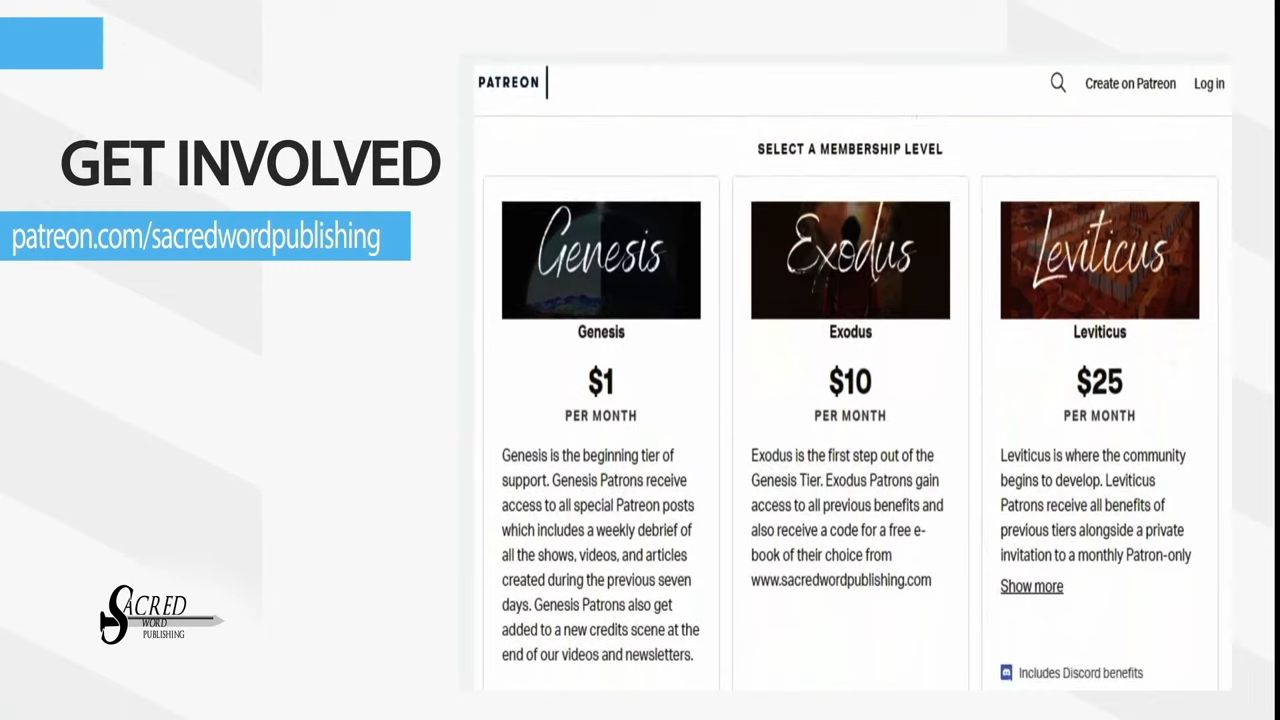 GET INVOLVED
patreon.com/sacredwordpublishing
SACRED
WORD
PUBLISHING
PATREON
Create on Patreon
Log in
SELECT A MEMBERSHIP LEVEL
Genesis
Genesis
$1
PER MONTH
Genesis is the beginning tier of
support. Genesis Patrons receive
access to all special Patreon posts
which includes a weekly debrief of
all the shows, videos, and articles
created during the previous seven
days. Genesis Patrons also get
added to a new credits scene at the
end of our videos and newsletters.
Exodus
Exodus
$10
PER MONTH
Exodus is the first step out of the
Genesis Tier. Exodus Patrons gain
access to all previous benefits and
also receive a code for a free e-
book of their choice from
www.sacredwordpublishing.com
Leviticus
Leviticus
$25
PER MONTH
Leviticus is where the community
begins to develop. Leviticus
Patrons receive all benefits of
previous tiers alongside a private
invitation to a monthly Patron-only
Show more
Includes Discord benefits